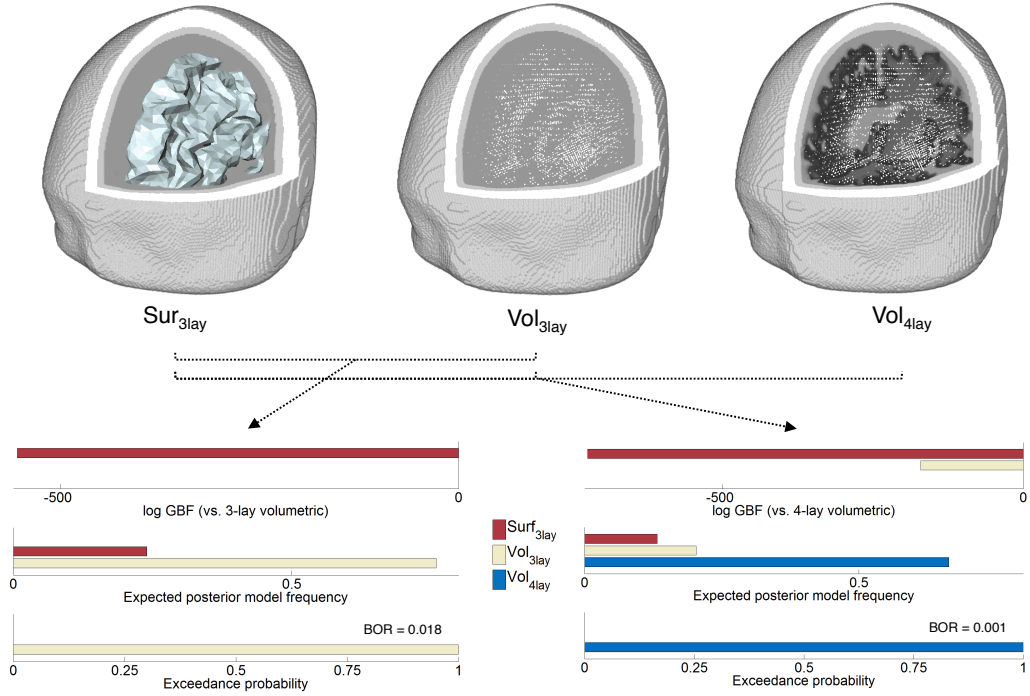 Sur3lay Vol3lay Vol4lay
-500 0
log GBF (vs. 3-lay volumetric)
0 0.5
Expected posterior model frequency
BOR = 0.018
0 0.25 0.5 0.75 1
Exceedance probability
Surf3lay
Vol3lay
Vol4lay
-500 0
log GBF (vs. 4-lay volumetric)
0 0.5
Expected posterior model frequency
BOR = 0.001
0 0.25 0.5 0.75 1
Exceedance probability